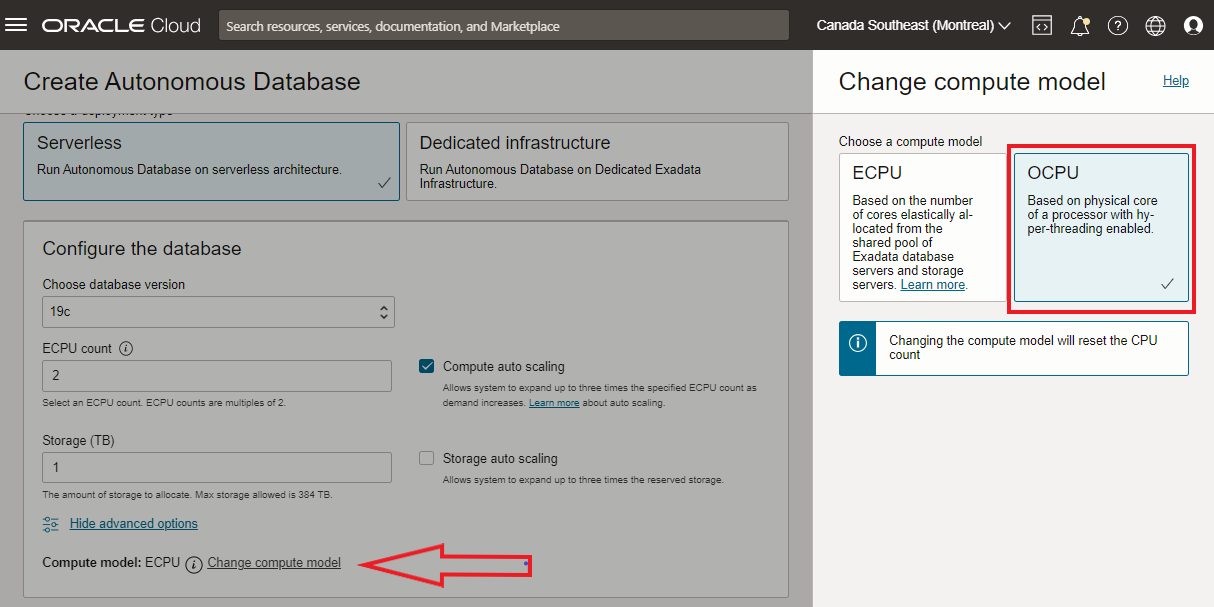 ORACLE Cloud
Search resources, services, documentation, and Marketplace
Canada Southeast (Montreal)
Create Autonomous Database
Choose a deployment type
Serverless
Run Autonomous Database on serverless architecture.
Dedicated infrastructure
Run Autonomous Database on Dedicated Exadata
Infrastructure.
Configure the database
Choose database version
19c
ECPU count
2
Select an ECPU count. ECPU counts are multiples of 2.
Compute auto scaling
Allows system to expand up to three times the specified ECPU count as
demand increases. Learn more about auto scaling.
Storage (TB)
1
The amount of storage to allocate. Max storage allowed is 384 TB.
Storage auto scaling
Allows system to expand up to three times the reserved storage.
Hide advanced options
Compute model: ECPU Change compute model
Change compute model
Help
Choose a compute model
ECPU
Based on the number
of cores elastically al-
located from the
shared pool of
Exadata database
servers and storage
servers. Learn more.
OCPU
Based on physical core
of a processor with hy-
per-threading enabled.
Changing the compute model will reset the CPU
count